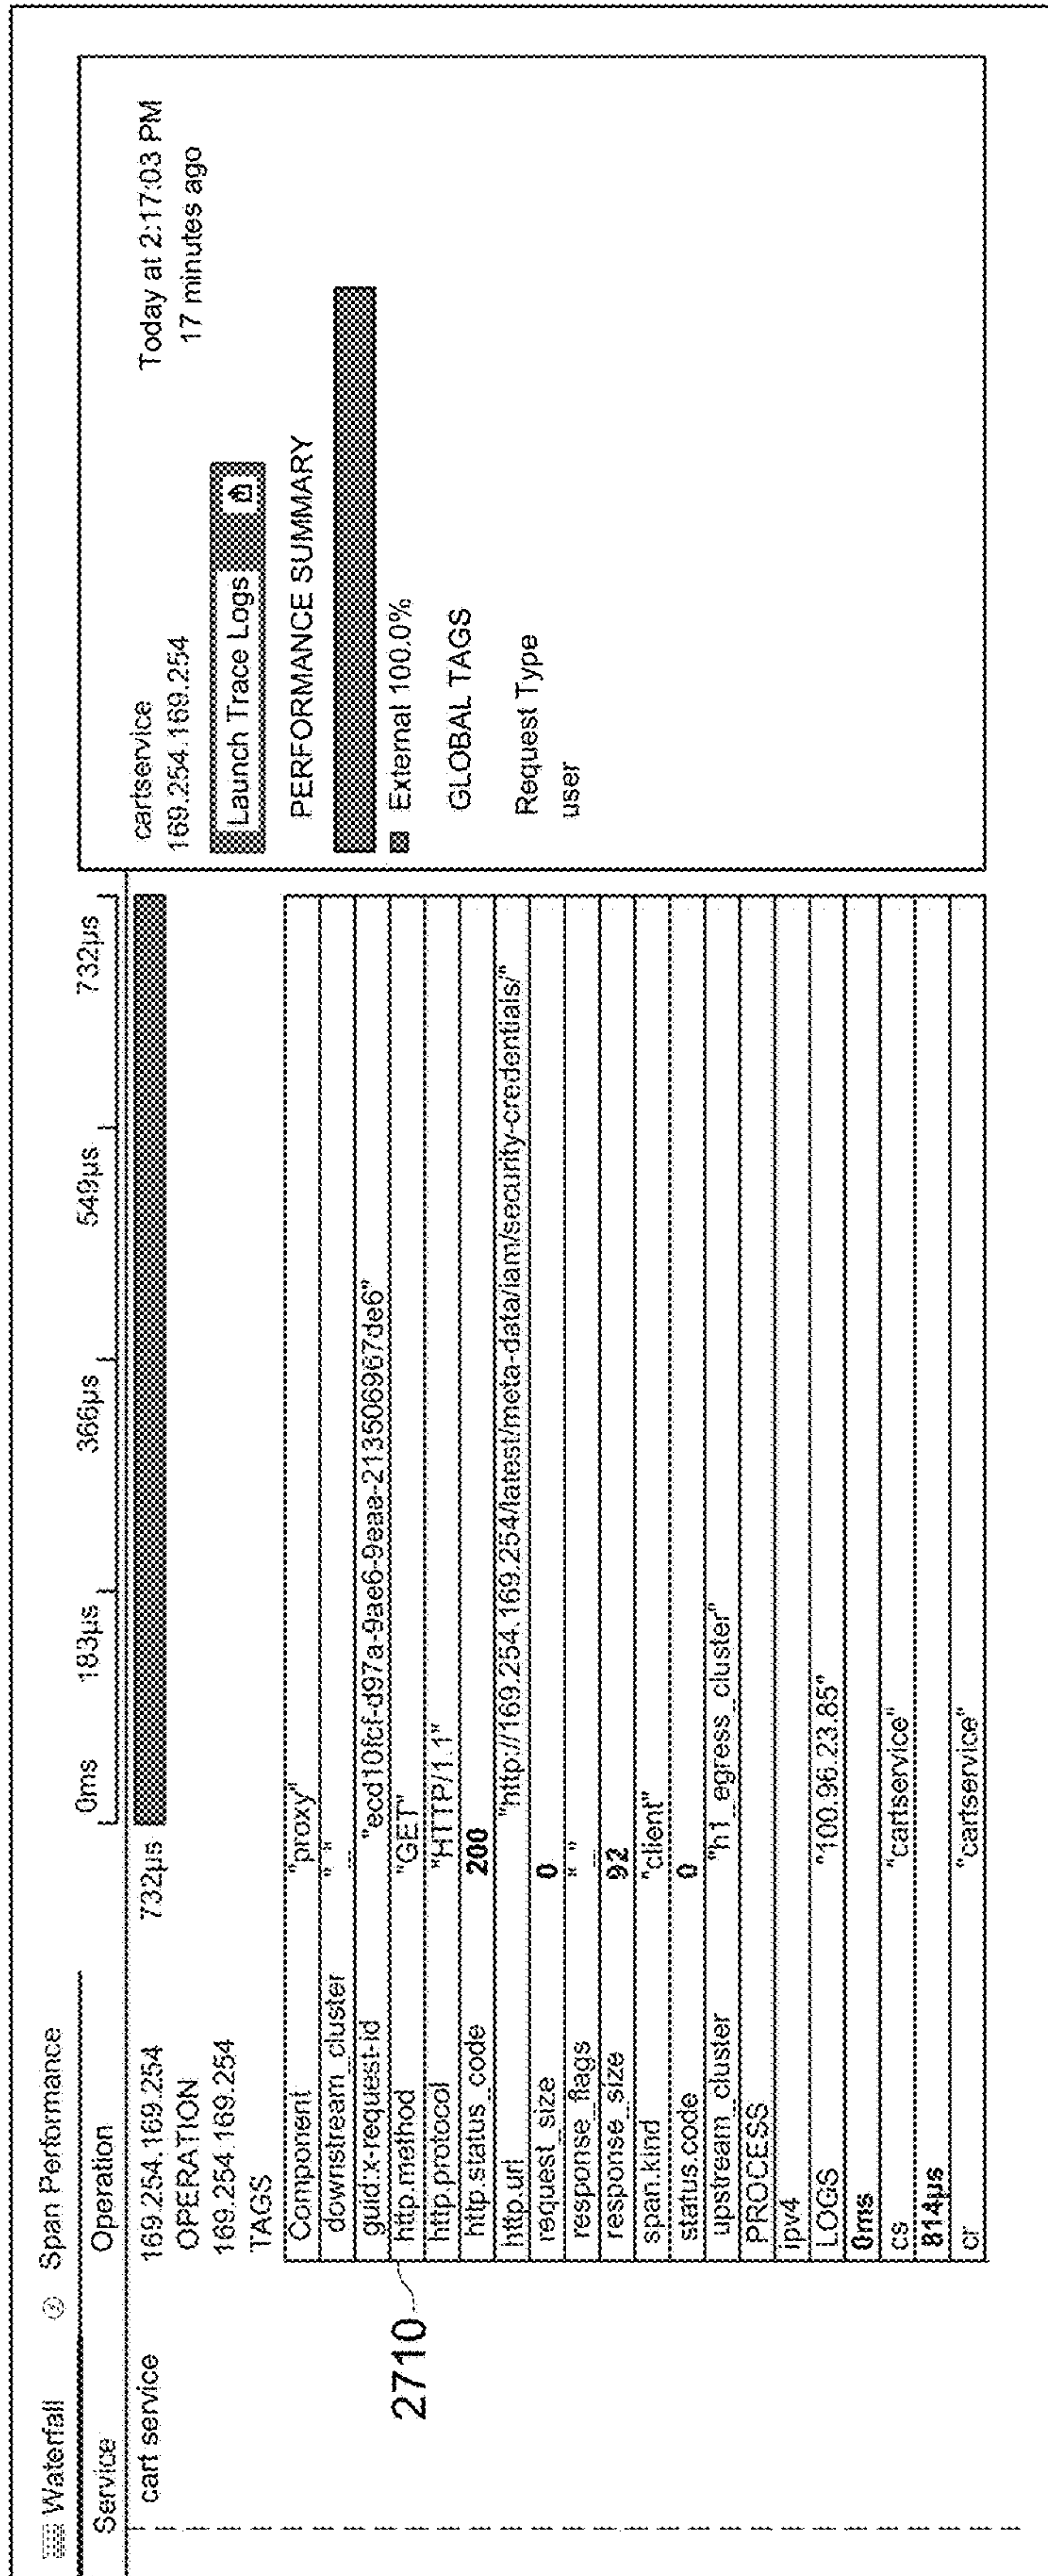 Waterfall Span Performance
Service Operation 0ms 183µs 366µs 549µs 732µs
cart service 169.254.169.254 732µs
OPERATION
169.254.169.254
TAGS
Component "proxy"
downstream_cluster "-"
guid:x-request-id "ecd10fcf-d97a-9ae6-9eae-213506967de6"
http.method "GET"
http.protocol "HTTP/1.1"
http.status_code 200
http.url "http://169.254.169.254/latest/meta-data/iam/security-credentials/"
request_size 0
response_flags "-"
response_size 92
span.kind "client"
status.code 0
upstream_cluster "h1_egress_cluster"
PROCESS
ipv4 "100.96.23.85"
LOGS
0ms
cs "cartservice"
814µs
cr "cartservice"
2710
cartservice Today at 2:17:03 PM
169.254.169.254 17 minutes ago
Launch Trace Logs
PERFORMANCE SUMMARY
External 100.0%
GLOBAL TAGS
Request Type
user